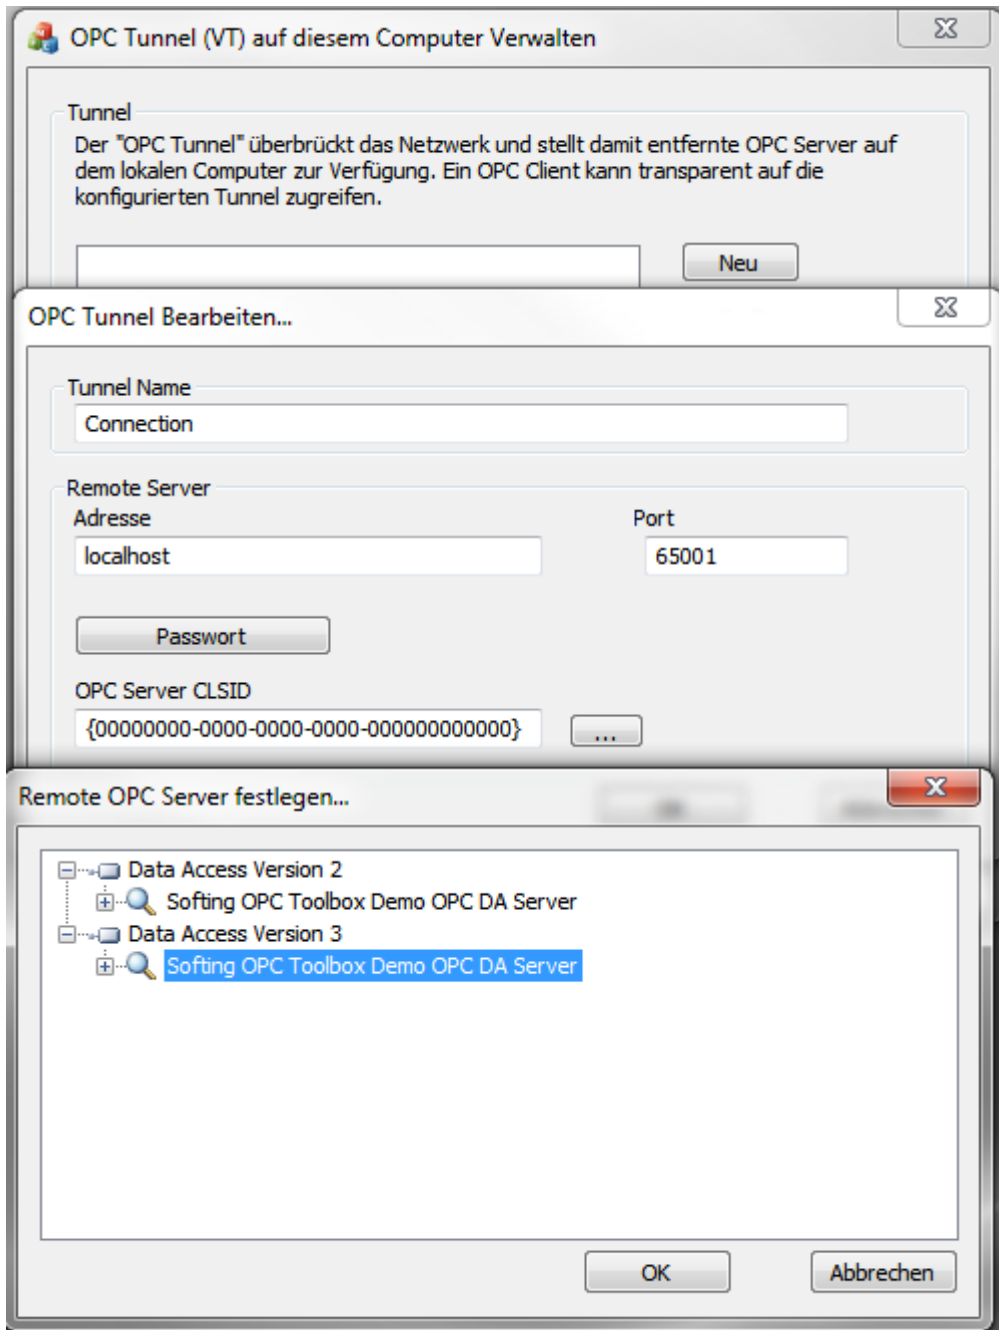 OPC Tunnel (VT) auf diesem Computer Verwalten
Tunnel
Der "OPC Tunnel" überbrückt das Netzwerk und stellt damit entfernte OPC Server auf
dem lokalen Computer zur Verfügung. Ein OPC Client kann transparent auf die
konfigurierten Tunnel zugreifen.
Neu
OPC Tunnel Bearbeiten...
Tunnel Name
Connection
Remote Server
Adresse Port
localhost 65001
Passwort
OPC Server CLSID
{00000000-0000-0000-0000-000000000000} ...
Remote OPC Server festlegen...
Data Access Version 2
Softing OPC Toolbox Demo OPC DA Server
Data Access Version 3
Softing OPC Toolbox Demo OPC DA Server
OK Abbrechen